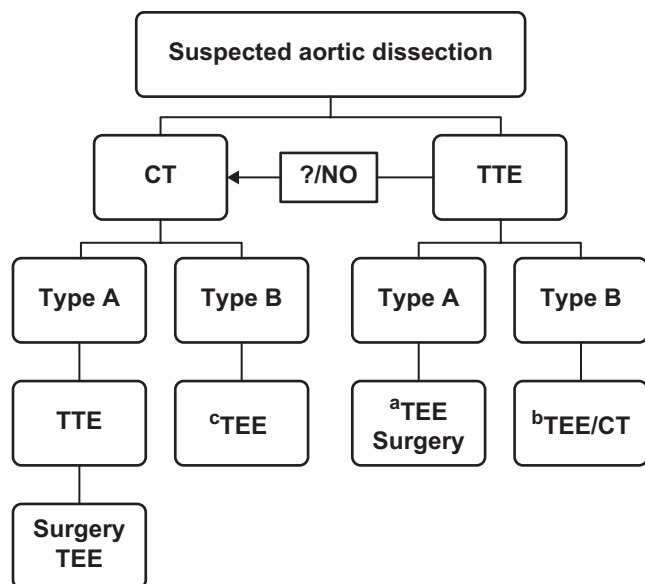 Suspected aortic dissection
CT
?/NO
TTE
Type A
Type B
Type A
Type B
TTE
cTEE
aTEE
Surgery
bTEE/CT
Surgery
TEE